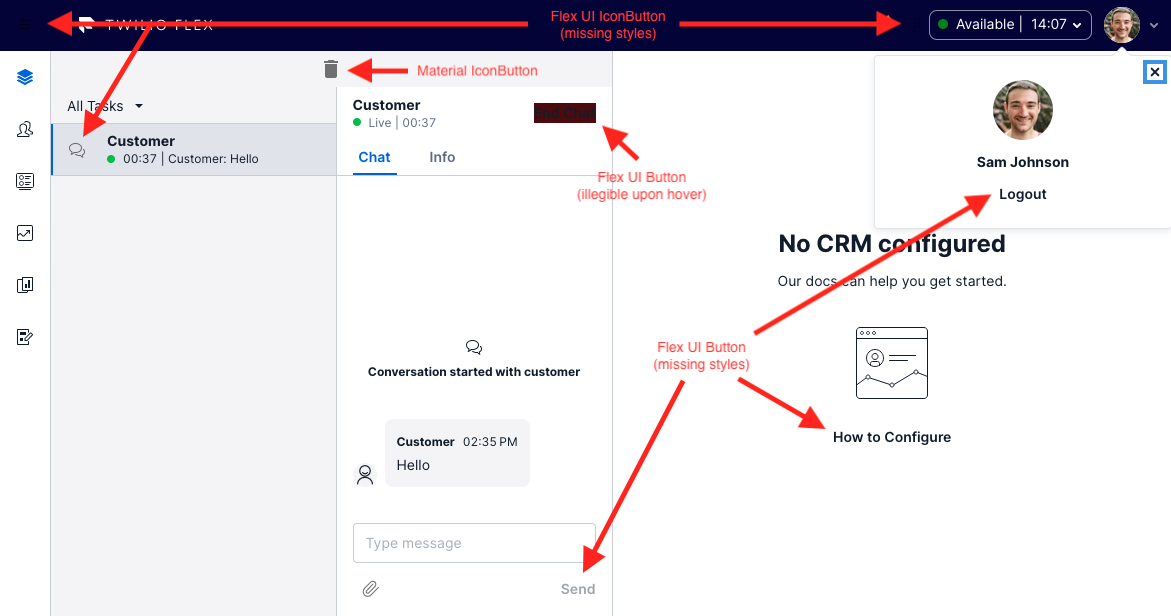 TWILIO FLEX
Flex UI IconButton
(missing styles)
Available | 14:07
Material IconButton
All Tasks
Customer
Live | 00:37
Customer
00:37 | Customer: Hello
Chat
Info
Flex UI Button
(illegible upon hover)
Sam Johnson
Logout
No CRM configured
Our docs can help you get started.
Flex UI Button
(missing styles)
Conversation started with customer
How to Configure
Customer 02:35 PM
Hello
Type message
Send